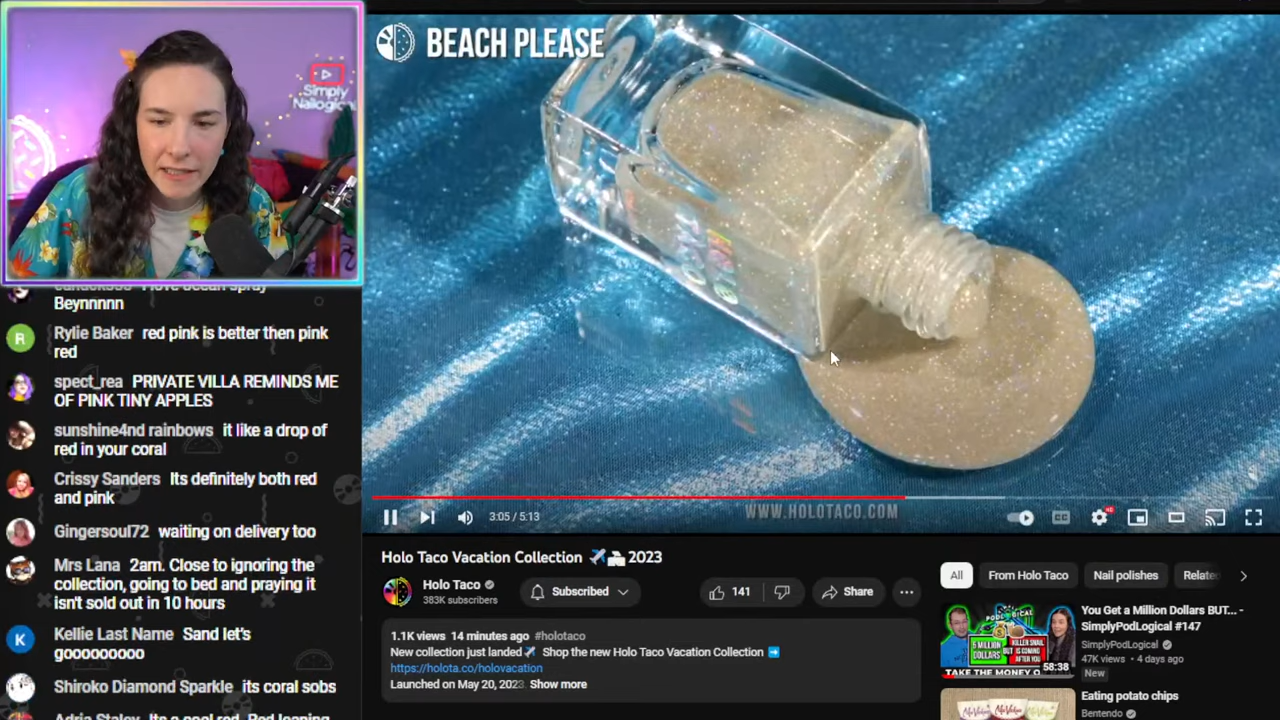 BEACH PLEASE
Simply
Nailogical
Beynnnnn
Rylie Baker red pink is better then pink
red
spect_rea PRIVATE VILLA REMINDS ME
OF PINK TINY APPLES
sunshine4nd rainbows it like a drop of
red in your coral
Crissy Sanders Its definitely both red
and pink
Gingersoul72 waiting on delivery too
Mrs Lana 2am. Close to ignoring the
collection, going to bed and praying it
isn't sold out in 10 hours
Kellie Last Name Sand let's
gooooooooo
Shiroko Diamond Sparkle its coral sobs
3:05 / 5:13
WWW.HOLOTACO.COM
Holo Taco Vacation Collection ✈️🛳️ 2023
Holo Taco
383K subscribers
Subscribed
141
Share
1.1K views 14 minutes ago #holotaco
New collection just landed✈️ Shop the new Holo Taco Vacation Collection ➡️
https://holota.co/holovacation
Launched on May 20, 2023 Show more
All
From Holo Taco
Nail polishes
Relate
You Get a Million Dollars BUT... -
SimplyPodLogical #147
SimplyPodLogical
47K views • 4 days ago
New
58:38
Eating potato chips
Bentendo